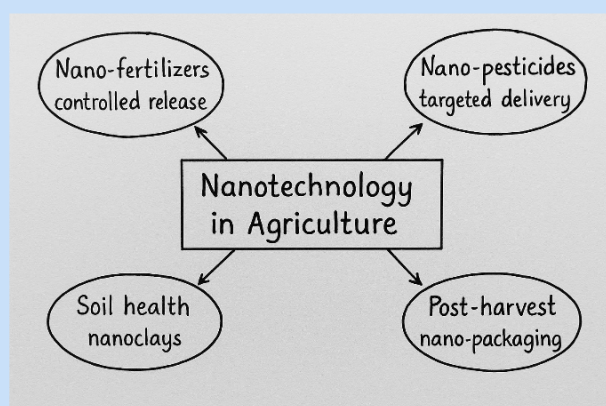 Nano-fertilizers
controlled release
Nano-pesticides
targeted delivery
Nanotechnology
in Agriculture
Soil health
nanoclays
Post-harvest
nano-packaging